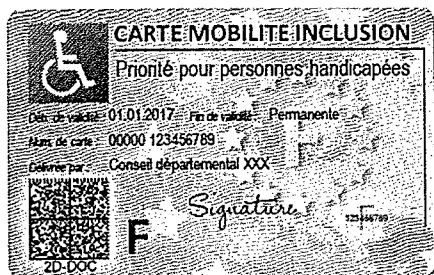 CARTE MOBILITE INCLUSION
Priorité pour personnes handicapées
Déb. de validité : 01.01.2017 Fin de validité : Permanente
Num. de carte : 00000 123456789
Délivrée par : Conseil départemental XXX
Signature
F
123456789
F
2D-DOC